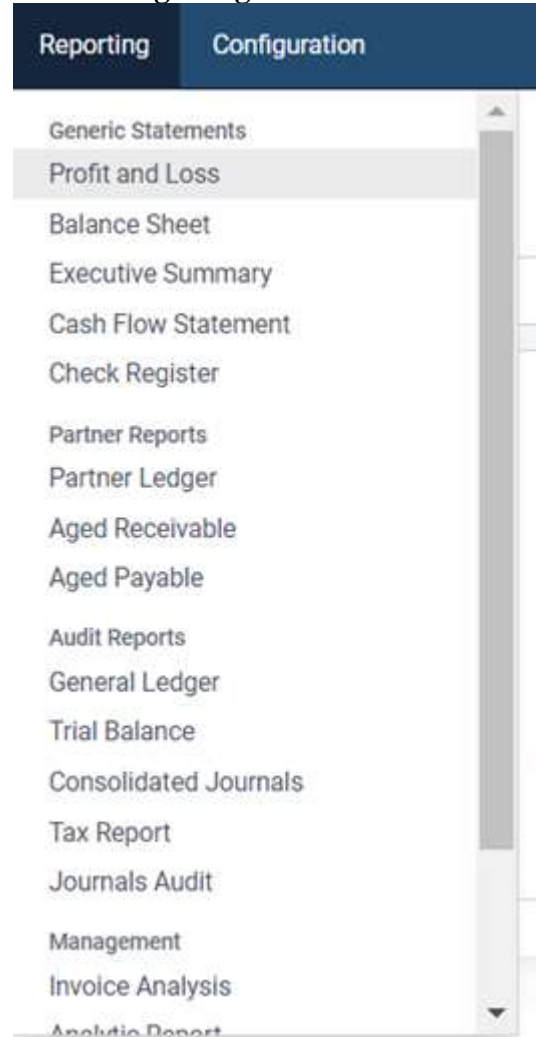 Reporting Configuration
Generic Statements
Profit and Loss
Balance Sheet
Executive Summary
Cash Flow Statement
Check Register
Partner Reports
Partner Ledger
Aged Receivable
Aged Payable
Audit Reports
General Ledger
Trial Balance
Consolidated Journals
Tax Report
Journals Audit
Management
Invoice Analysis
Analytic Report